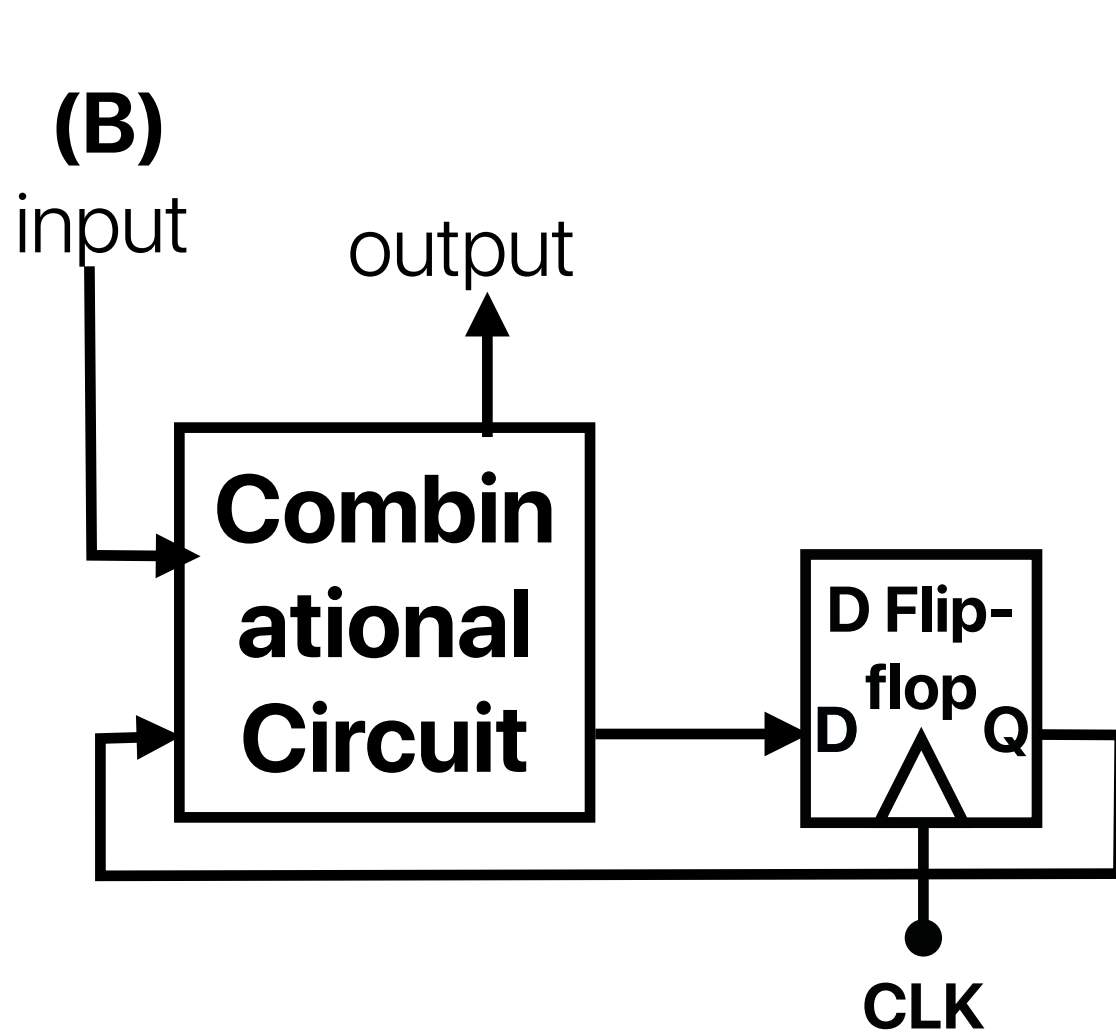 (B)
input
output
Combin
ational
Circuit
D Flip-
flop
D
Q
CLK